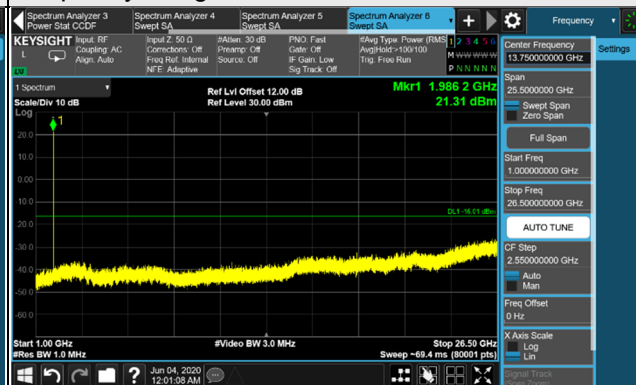 Spectrum Analyzer 3
Power Stat CCDF
Spectrum Analyzer 4
Swept SA
Spectrum Analyzer 5
Swept SA
Spectrum Analyzer 6
Swept SA
Frequency
KEYSIGHT
Input: RF
Coupling: AC
Align: Auto
Input Z: 50 Ω
Corrections: Off
Freq Ref: Internal
NFE: Adaptive
#Atten: 30 dB
Preamp: Off
Source: Off
PNO: Fast
Gate: Off
IF Gain: Low
Sig Track: Off
#Avg Type: Power (RMS
Avg|Hold:>100/100
Trig: Free Run
1 2 3 4 5 6
M W W W W W
P N N N N N
L
LXI
1 Spectrum
Scale/Div 10 dB
Log
Ref Lvl Offset 12.00 dB
Ref Level 30.00 dBm
Mkr1 1.986 2 GHz
21.31 dBm
1
20.0
10.0
0.00
-10.0
-20.0
-30.0
-40.0
-50.0
-60.0
DL1 -16.01 dBm
Start 1.00 GHz
#Res BW 1.0 MHz
#Video BW 3.0 MHz
Stop 26.50 GHz
Sweep ~69.4 ms (80001 pts)
Center Frequency
13.75000000 GHz
Settings
Span
25.5000000 GHz
Swept Span
Zero Span
Full Span
Start Freq
1.000000000 GHz
Stop Freq
26.500000000 GHz
AUTO TUNE
CF Step
2.550000000 GHz
Auto
Man
Freq Offset
0 Hz
X Axis Scale
Log
Lin
Signal Track
(Span Zoom)
Jun 04, 2020
12:01:08 AM